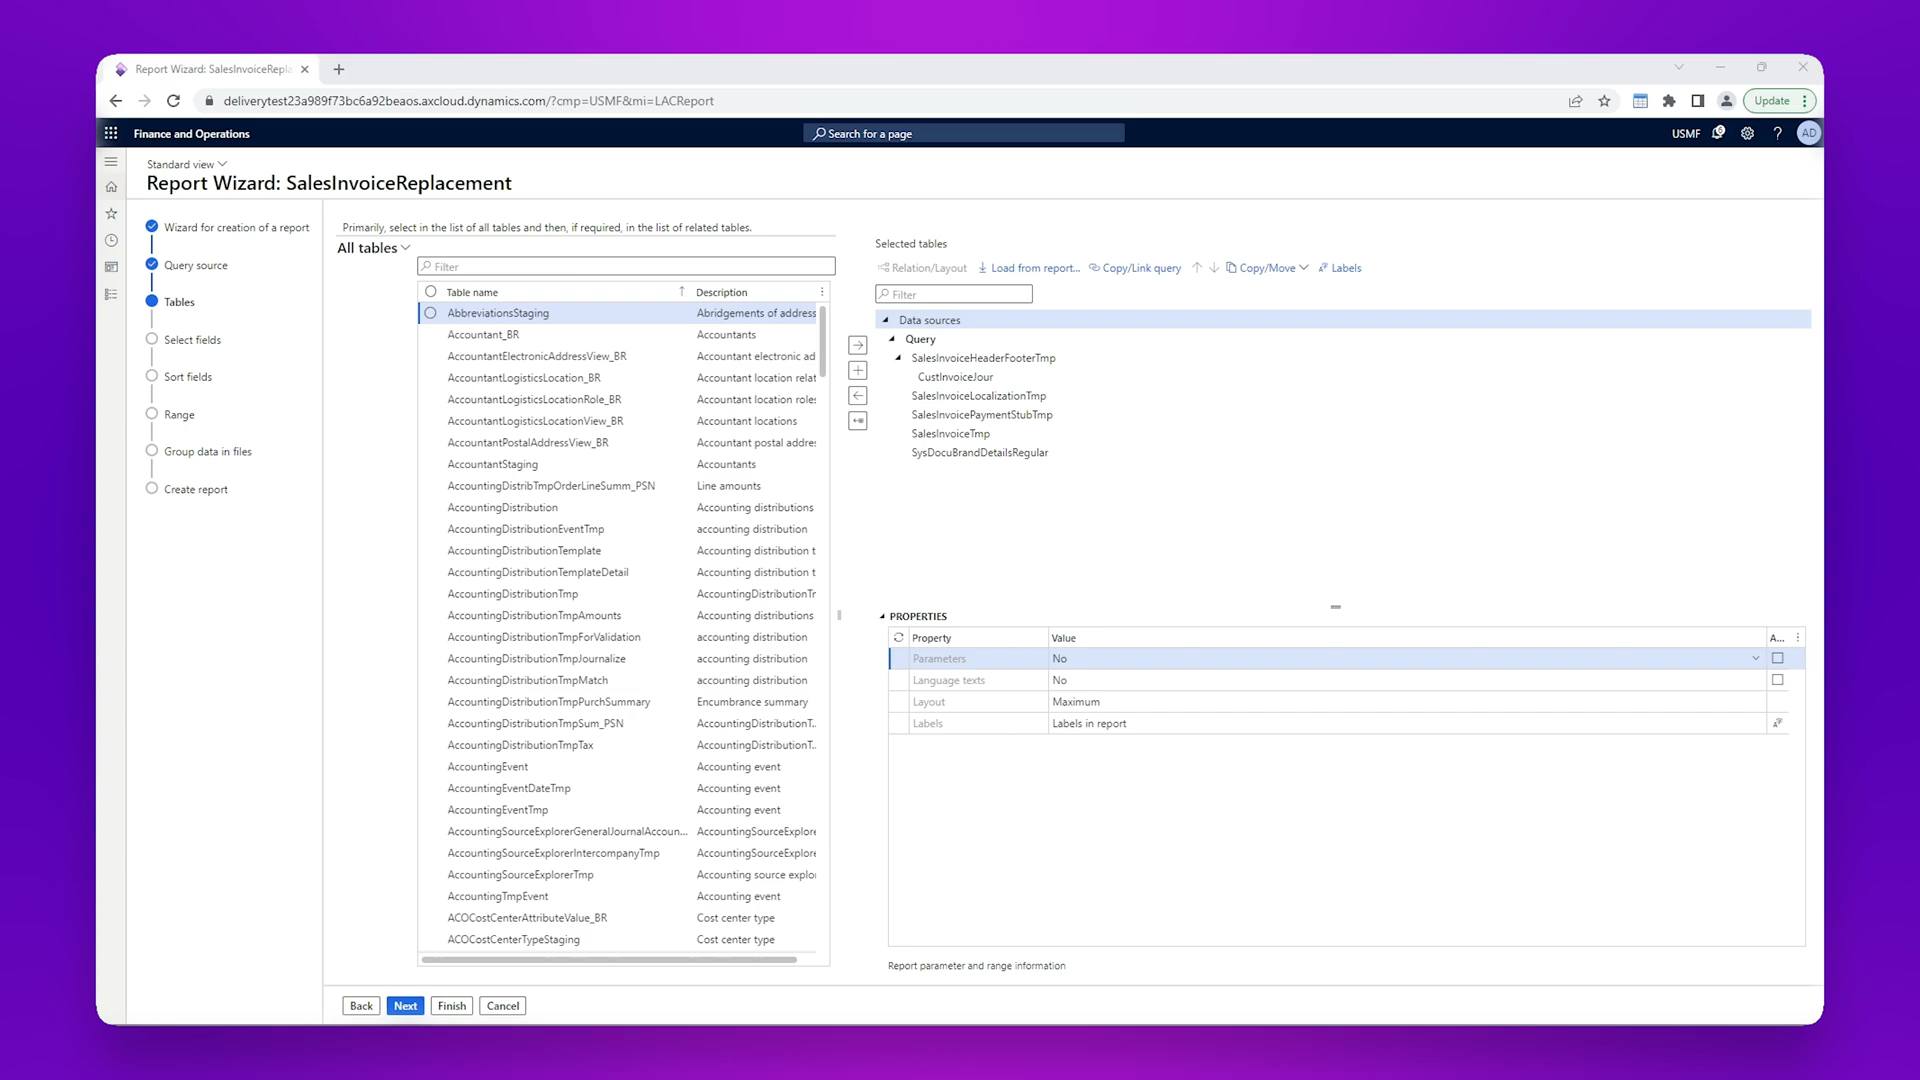 Report Wizard: SalesInvoiceRepla
deliverytest23a989f73bc6a92beaos.axcloud.dynamics.com/?cmp=USMF&mi=LACReport
Update
Finance and Operations
Search for a page
USMF
AD
Standard view
Report Wizard: SalesInvoiceReplacement
Wizard for creation of a report
Query source
Tables
Select fields
Sort fields
Range
Group data in files
Create report
Primarily, select in the list of all tables and then, if required, in the list of related tables.
All tables
Filter
Table name Description
AbbreviationsStaging Abridgements of address
Accountant_BR Accountants
AccountantElectronicAddressView_BR Accountant electronic ad
AccountantLogisticsLocation_BR Accountant location relat
AccountantLogisticsLocationRole_BR Accountant location roles
AccountantLogisticsLocationView_BR Accountant locations
AccountantPostalAddressView_BR Accountant postal addre
AccountantStaging Accountants
AccountingDistribTmpOrderLineSumm_PSN Line amounts
AccountingDistribution Accounting distributions
AccountingDistributionEventTmp accounting distribution
AccountingDistributionTemplate Accounting distribution t
AccountingDistributionTemplateDetail Accounting distribution t
AccountingDistributionTmp AccountingDistributionTr
AccountingDistributionTmpAmounts Accounting distributions
AccountingDistributionTmpForValidation accounting distribution
AccountingDistributionTmpJournalize accounting distribution
AccountingDistributionTmpMatch accounting distribution
AccountingDistributionTmpPurchSummary Encumbrance summary
AccountingDistributionTmpSum_PSN AccountingDistributionT..
AccountingDistributionTmpTax AccountingDistributionT..
AccountingEvent Accounting event
AccountingEventDateTmp Accounting event
AccountingEventTmp Accounting event
AccountingSourceExplorerGeneralJournalAccoun... AccountingSourceExplore
AccountingSourceExplorerIntercompanyTmp AccountingSourceExplore
AccountingSourceExplorerTmp Accounting source explo
AccountingTmpEvent Accounting event
ACOCostCenterAttributeValue_BR Cost center type
ACOCostCenterTypeStaging Cost center type
Selected tables
Relation/Layout Load from report... Copy/Link query Copy/Move Labels
Filter
Data sources
Query
SalesInvoiceHeaderFooterTmp
CustInvoiceJour
SalesInvoiceLocalizationTmp
SalesInvoicePaymentStubTmp
SalesInvoiceTmp
SysDocuBrandDetailsRegular
PROPERTIES
Property Value A...
Parameters No
Language texts No
Layout Maximum
Labels Labels in report
Report parameter and range information
Back Next Finish Cancel